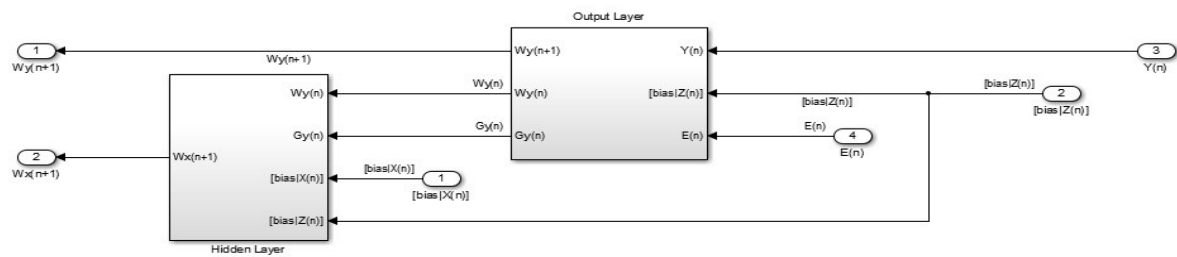 Output Layer
1
Wy(n+1)
Wy(n+1)
Wy(n+1)
Y(n)
3
Y(n)
Wy(n)
Wy(n)
Wy(n)
[bias|Z(n)]
[bias|Z(n)]
[bias|Z(n)]
2
[bias|Z(n)]
Gy(n)
Gy(n)
Gy(n)
E(n)
E(n)
4
E(n)
2
Wx(n+1)
Wx(n+1)
[bias|X(n)]
[bias|X(n)]
1
[bias|X(n)]
[bias|Z(n)]
Hidden Layer